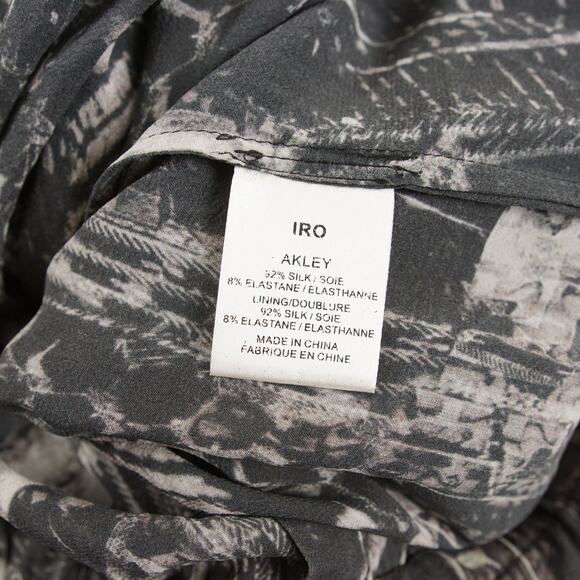 IRO
AKLEY
92% SILK / SOIE
8% ELASTANE / ELASTHANNE
LINING/DOUBLURE
92% SILK / SOIE
8% ELASTANE / ELASTHANNE
MADE IN CHINA
FABRIQUE EN CHINE